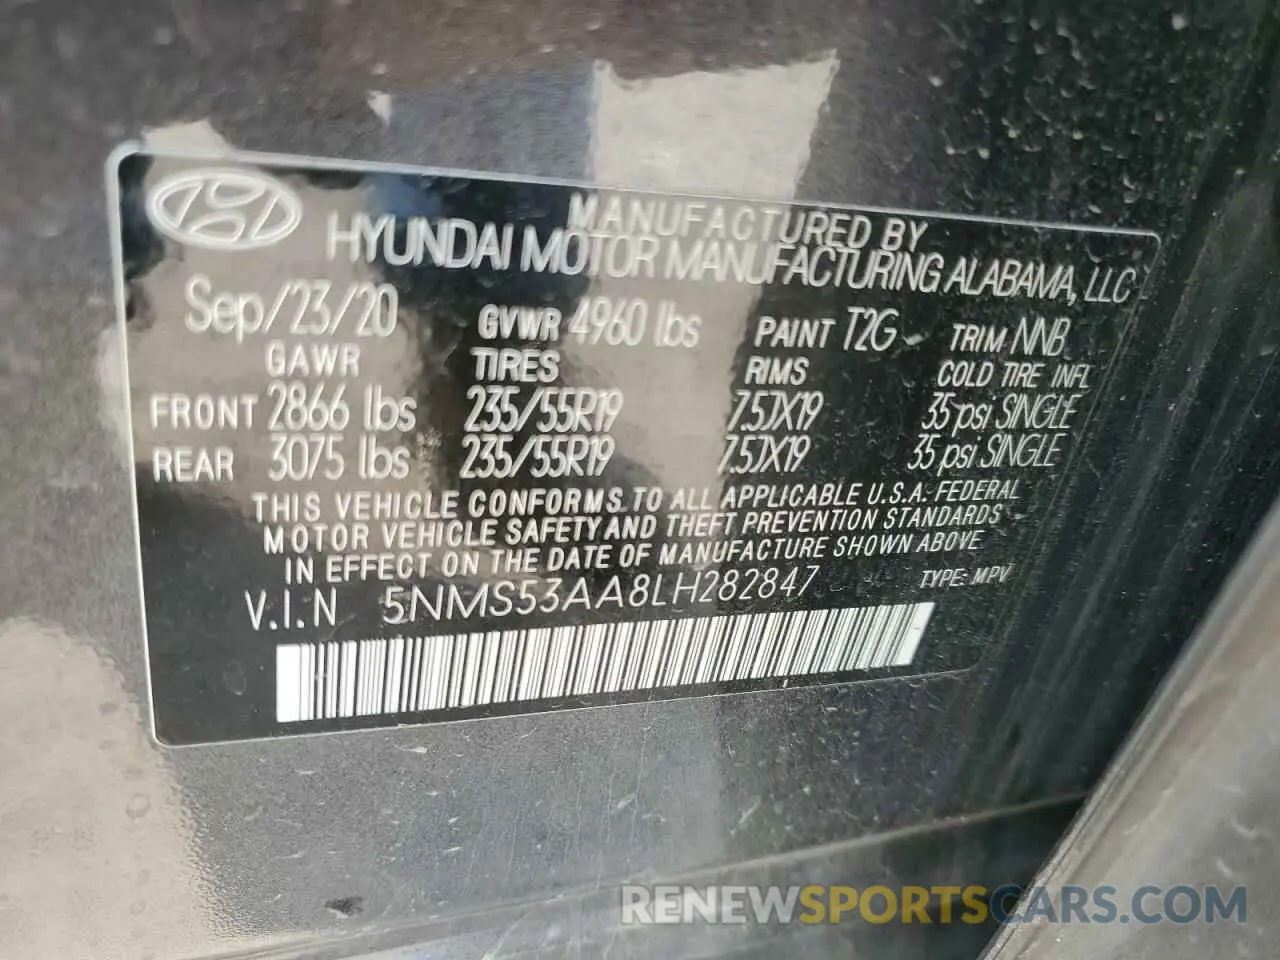 MANUFACTURED BY
HYUNDAI MOTOR MANUFACTURING ALABAMA, LLC
Sep/23/20 GVWR 4960 lbs PAINT T2G TRIM NNB
GAWR TIRES RIMS COLD TIRE INFL
FRONT 2866 lbs 235/55R19 7.5JX19 35 psi SINGLE
REAR 3075 lbs 235/55R19 7.5JX19 35 psi SINGLE
THIS VEHICLE CONFORMS TO ALL APPLICABLE U.S.A. FEDERAL
MOTOR VEHICLE SAFETY AND THEFT PREVENTION STANDARDS
IN EFFECT ON THE DATE OF MANUFACTURE SHOWN ABOVE
V.I.N 5NMS53AA8LH282847 TYPE: MPV
RENEWSPORTSCARS.COM